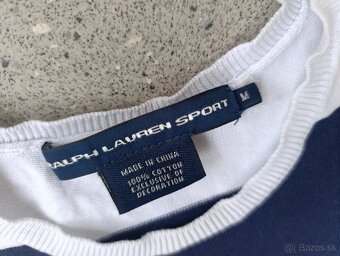 RALPH LAUREN SPORT
M
MADE IN CHINA
100% COTTON
EXCLUSIVE OF
DECORATION
Bazos.sk